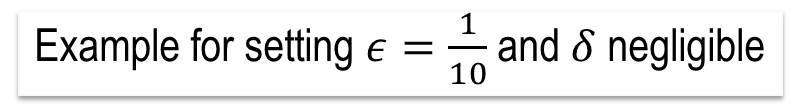 Example for setting ϵ = 1/10 and δ negligible